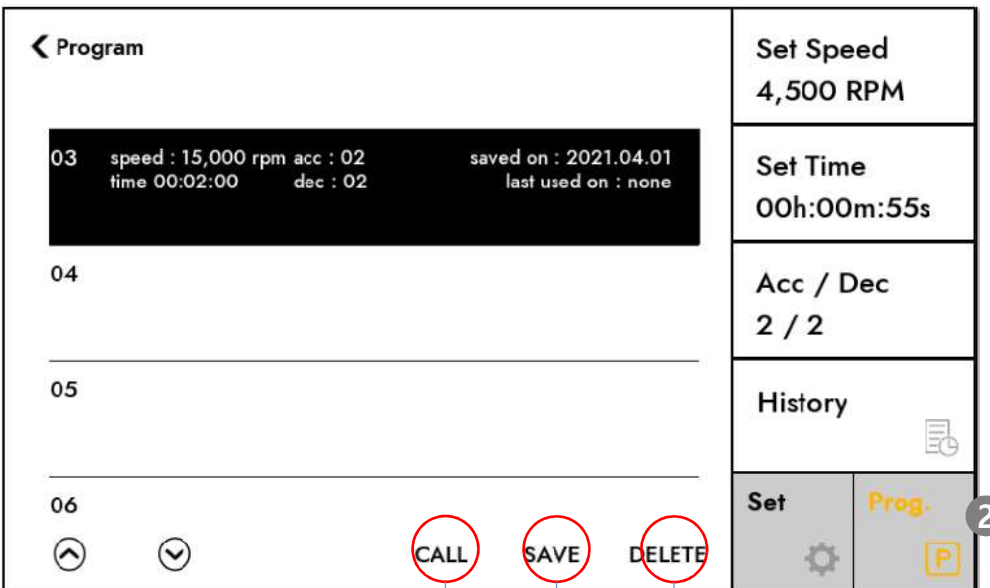 Program
03 speed : 15,000 rpm acc : 02 saved on : 2021.04.01
time 00:02:00 dec : 02 last used on : none
04
05
06
CALL SAVE DELETE
Set Speed
4,500 RPM
Set Time
00h:00m:55s
Acc / Dec
2 / 2
History
Set Prog.
P
2